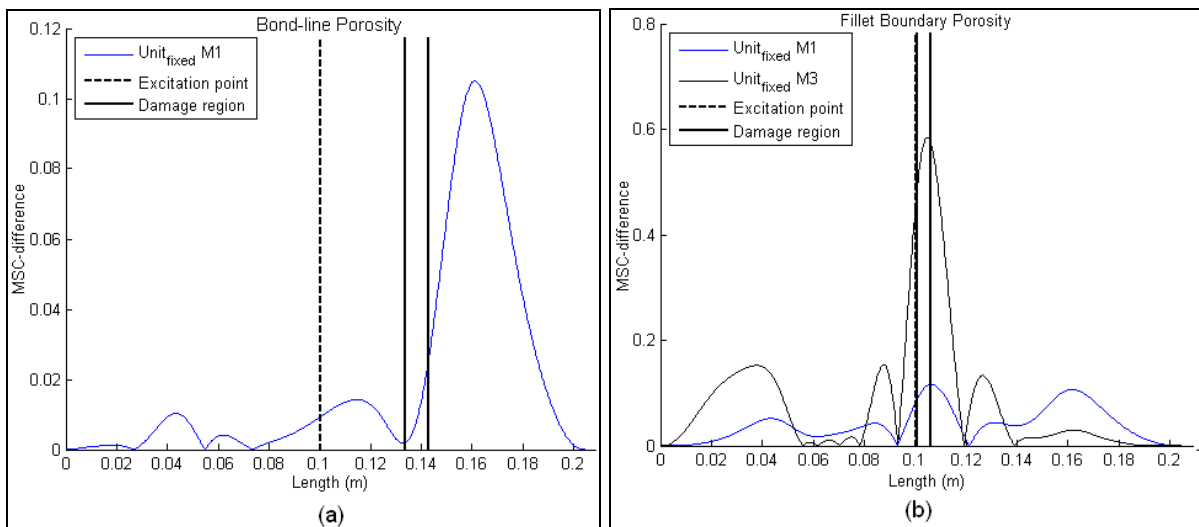 Bond-line Porosity
Unit_fixed M1
Excitation point
Damage region
MSC-difference
0.12
0.1
0.08
0.06
0.04
0.02
0
0 0.02 0.04 0.06 0.08 0.1 0.12 0.14 0.16 0.18 0.2
Length (m)
(a)
Fillet Boundary Porosity
Unit_fixed M1
Unit_fixed M3
Excitation point
Damage region
MSC-difference
0.8
0.6
0.4
0.2
0
0 0.02 0.04 0.06 0.08 0.1 0.12 0.14 0.16 0.18 0.2
Length (m)
(b)